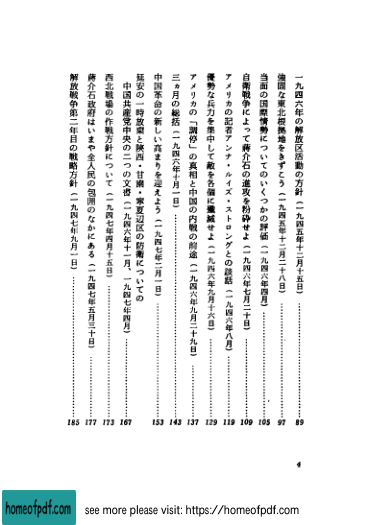 一九四六年の解放区活動の方針(一九四五年十二月十五日) 89
強固な東北根拠地をきずこう(一九四五年十二月二十八日) 97
当面の国際情勢についてのいくつかの評価(一九四六年四月) 105
自衛戦争によって蔣介石の進攻を粉砕せよ(一九四六年七月二十日) 109
アメリカの記者アンナ・ルイズ・ストロングとの談話(一九四六年八月) 119
優勢な兵力を集中して敵を各個に殲滅せよ(一九四六年九月十六日) 129
アメリカの「調停」の真相と中国の内戦の前途(一九四六年九月二十九日) 137
三ヵ月の総括(一九四六年十月一日) 143
中国革命の新しい高まりを迎えよう(一九四七年二月一日) 153
延安の一時放棄と陝西・甘粛・寧夏辺区の防衛についての
中国共産党中央の二つの文書(一九四六年十一月、一九四七年四月) 167
西北戦場の作戦方針について(一九四七年四月十五日) 173
蔣介石政府はいまや全人民の包囲のなかにある(一九四七年五月三十日) 177
解放戦争第二年目の戦略方針(一九四七年九月一日) 185
4
homeofpdf.com
see more please visit: https://homeofpdf.com